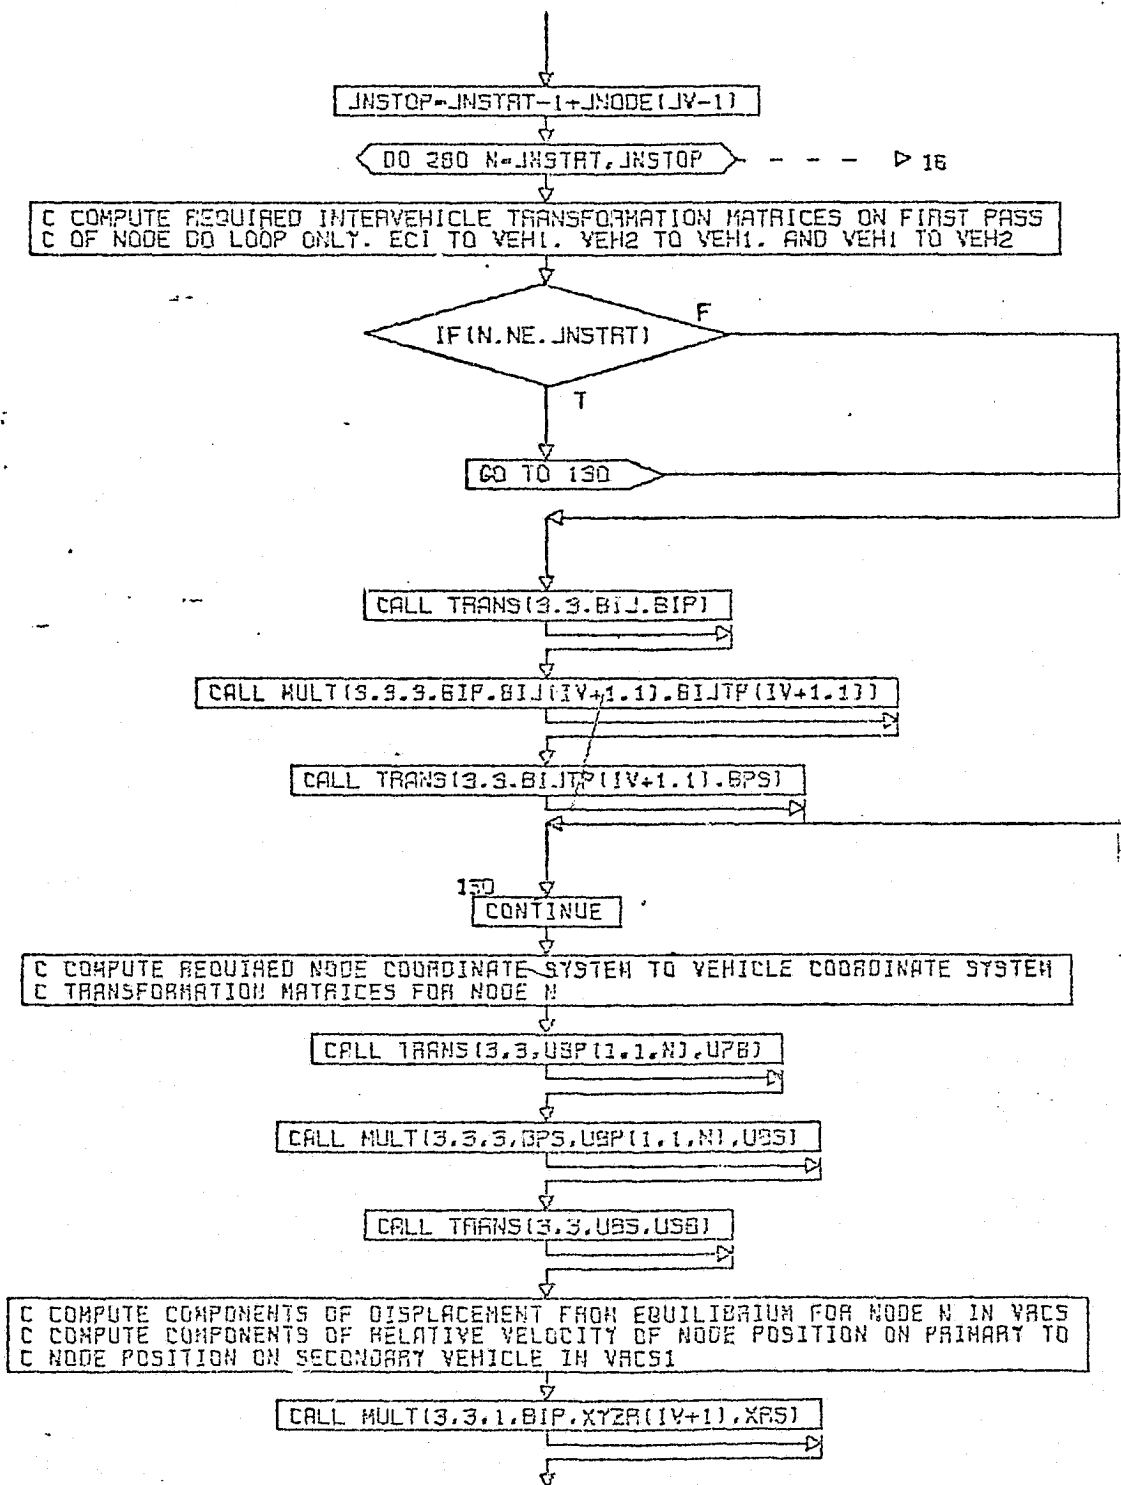 JNSTOP=JNSTRT-1+JNODE(JV-1)
DO 280 N=JNSTRT,JNSTOP
16
C COMPUTE REQUIRED INTERVEHICLE TRANSFORMATION MATRICES ON FIRST PASS
C OF NODE DO LOOP ONLY. ECI TO VEH1. VEH2 TO VEH1. AND VEH1 TO VEH2
F
IF(N.NE.JNSTRT)
T
GO TO 130
CALL TRANS(3.3.BIJ.BIP)
CALL MULT(3.3.3.BIP.BIJ(IV+1.1).BIJTP(IV+1.1))
CALL TRANS(3.3.BIJTP(IV+1.1).BPS)
130
CONTINUE
C COMPUTE REQUIRED NODE COORDINATE SYSTEM TO VEHICLE COORDINATE SYSTEM
C TRANSFORMATION MATRICES FOR NODE N
CALL TRANS(3,3,UBP(1,1,N),UPB)
CALL MULT(3,3,3,BPS,UBP(1,1,N),UBS)
CALL TRANS(3,3,UBS,USB)
C COMPUTE COMPONENTS OF DISPLACEMENT FROM EQUILIBRIUM FOR NODE N IN VACS
C COMPUTE COMPONENTS OF RELATIVE VELOCITY OF NODE POSITION ON PRIMARY TO
C NODE POSITION ON SECONDARY VEHICLE IN VACS1
CALL MULT(3,3,1,BIP,XYZR(IV+1),XRS)